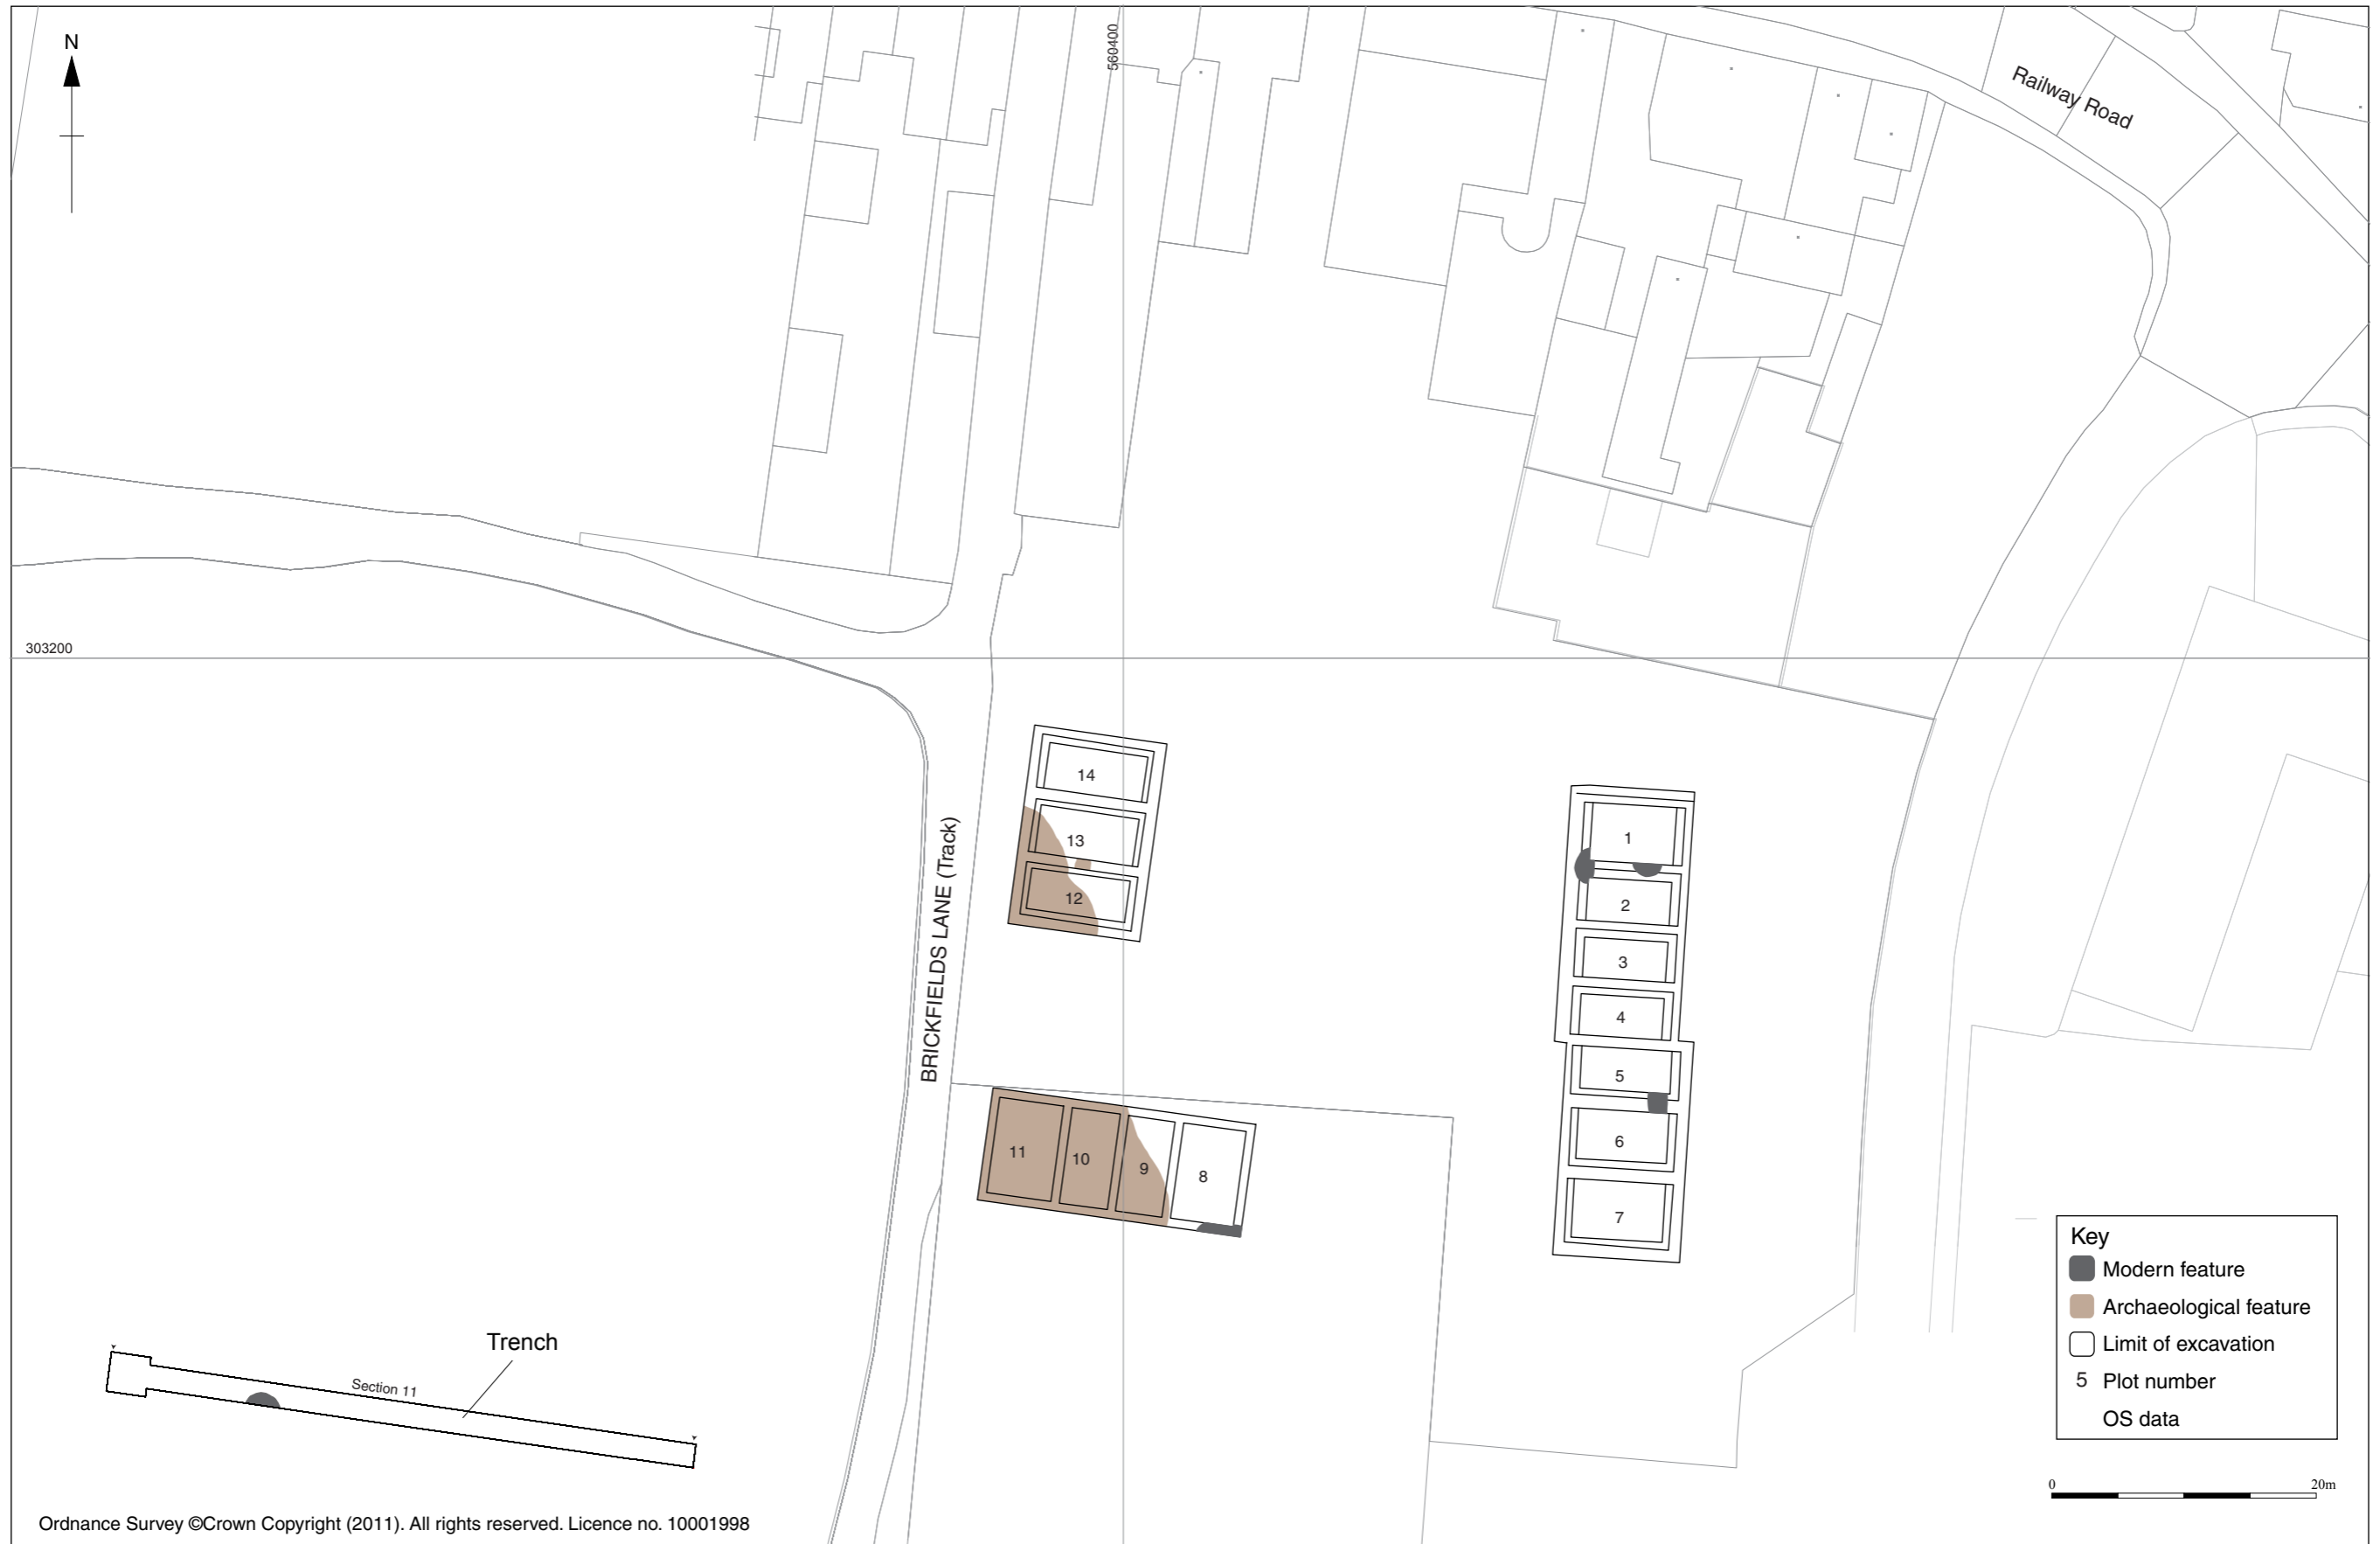 N
560400
Railway Road
303200
14
13
12
BRICKFIELDS LANE (Track)
1
2
3
4
5
6
7
11
10
9
8
Trench
Section 11
Key
Modern feature
Archaeological feature
Limit of excavation
5 Plot number
OS data
0 20m
Ordnance Survey ©Crown Copyright (2011). All rights reserved. Licence no. 10001998